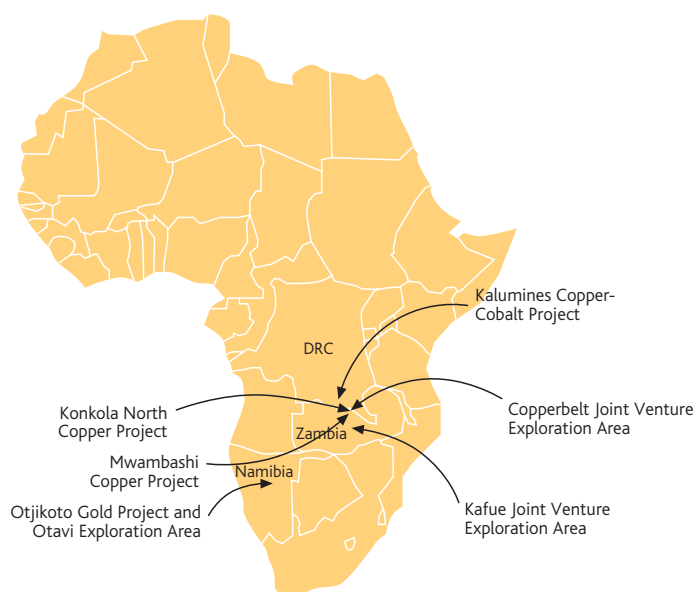 Kalumines Copper-
Cobalt Project
DRC
Konkola North
Copper Project
Copperbelt Joint Venture
Exploration Area
Zambia
Mwambashi
Copper Project
Namibia
Otjikoto Gold Project and
Otavi Exploration Area
Kafue Joint Venture
Exploration Area